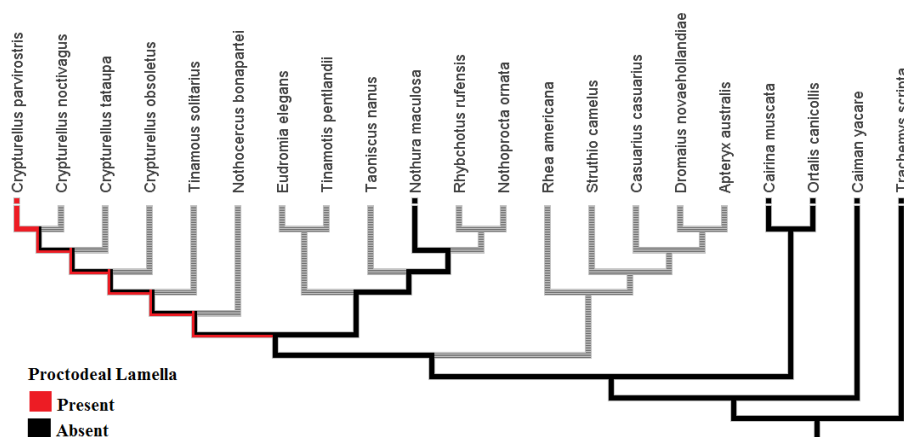 Crypturellus parvirostris
Crypturellus noctivagus
Crypturellus tataupa
Crypturellus obsoletus
Tinamous solitarius
Nothocercus bonapartei
Eudromia elegans
Tinamotis pentlandii
Taoniscus nanus
Nothura maculosa
Rhybchotus rufensis
Nothoprocta ornata
Rhea americana
Struthio camelus
Casuarius casuarius
Dromaius novaehollandiae
Apteryx australis
Cairina muscata
Ortalis canicollis
Caiman yacare
Trachemys scripta
Proctodeal Lamella
Present
Absent